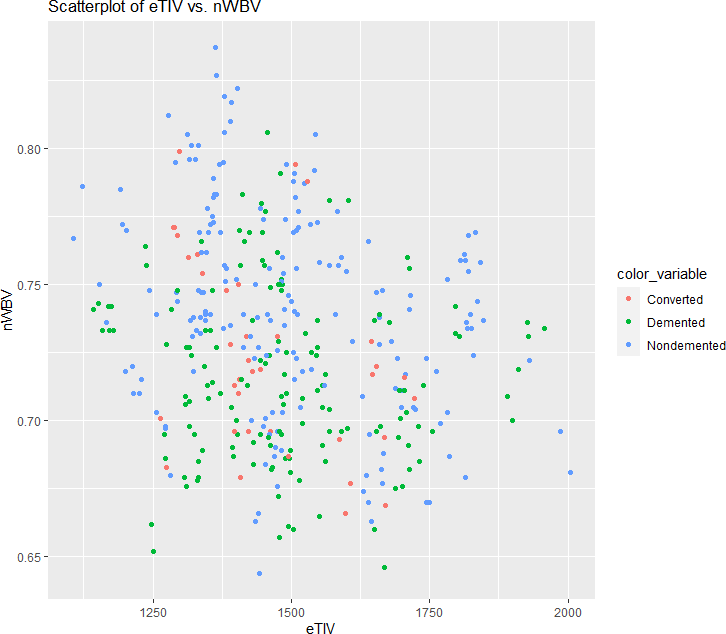 Scatterplot of eTIV vs. nWBV
nWBV
0.80
0.75
0.70
0.65
1250
1500
1750
2000
eTIV
color_variable
Converted
Demented
Nondemented